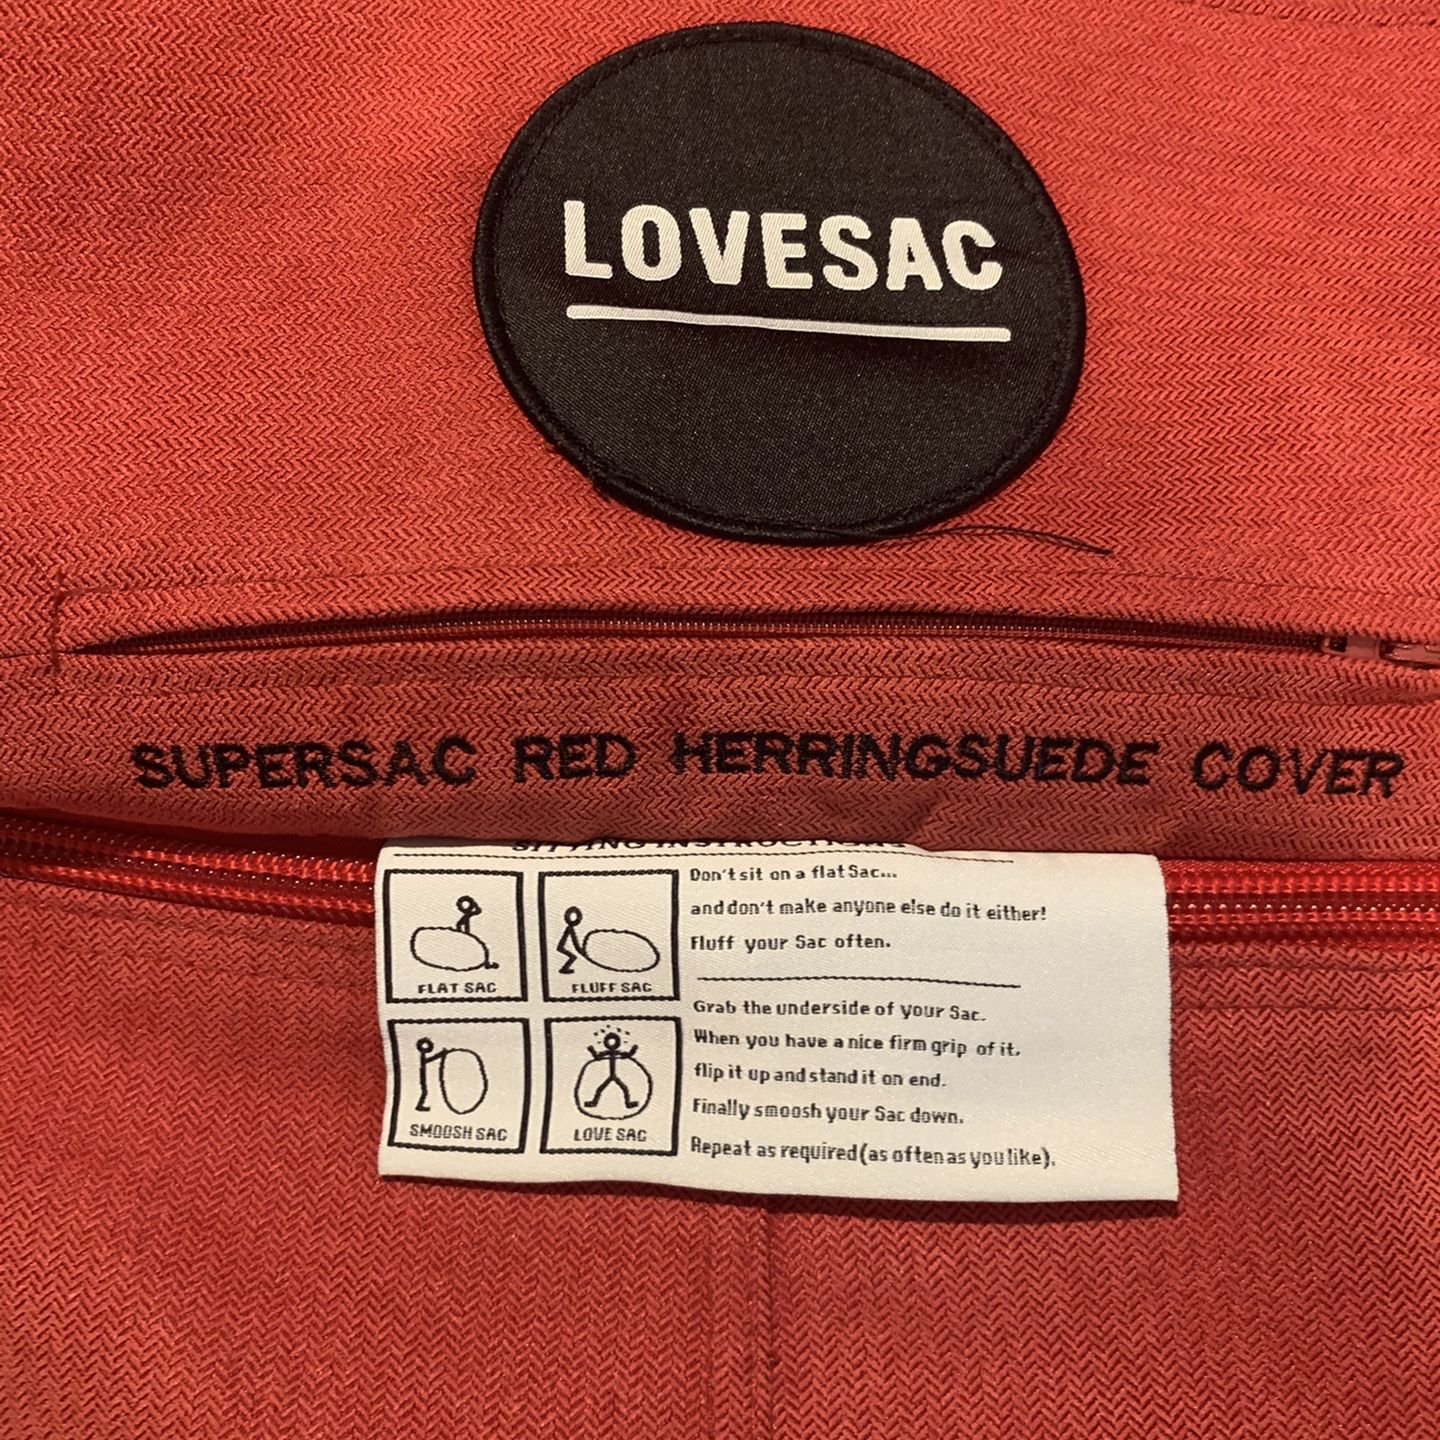 LOVESAC
SUPERSAC RED HERRINGSUEDE COVER
SITTING INSTRUCTIONS
Don't sit on a flat Sac...
and don't make anyone else do it either!
Fluff your Sac often.
FLAT SAC
FLUFF SAC
Grab the underside of your Sac.
When you have a nice firm grip of it,
flip it up and stand it on end.
Finally smoosh your Sac down.
Repeat as required (as often as you like).
SMOOSH SAC
LOVE SAC